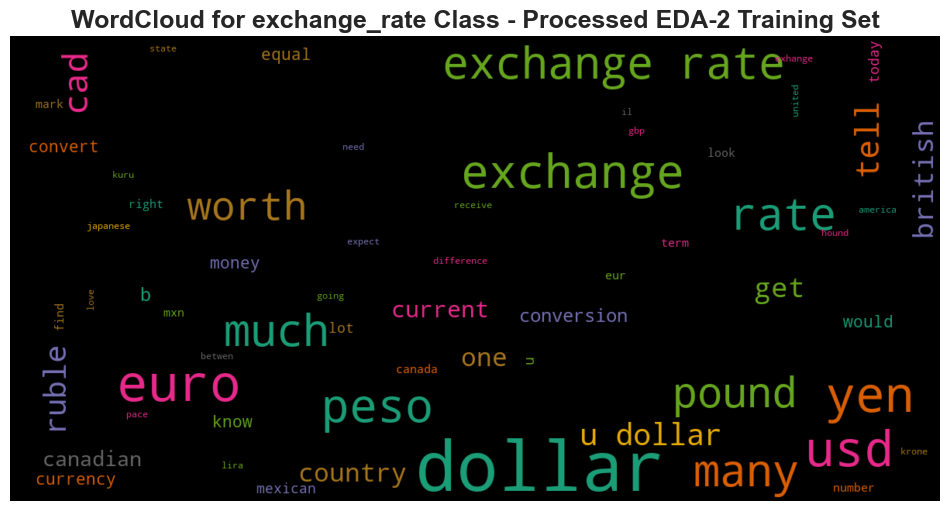 WordCloud for exchange_rate Class - Processed EDA-2 Training Set
state
equal
exchange rate
exhange
today
cad
mark
united
il
tell
british
gbp
convert
need
look
exchange
kuru
right
worth
receive
rate
america
japanese
hound
expect
term
money
difference
eur
get
b
love
going
find
mxn
current
conversion
would
much
lot
ruble
betwen
one
u
canada
euro
pound
yen
peso
pace
know
u dollar
usd
canadian
lira
country
dollar
many
krone
currency
mexican
number